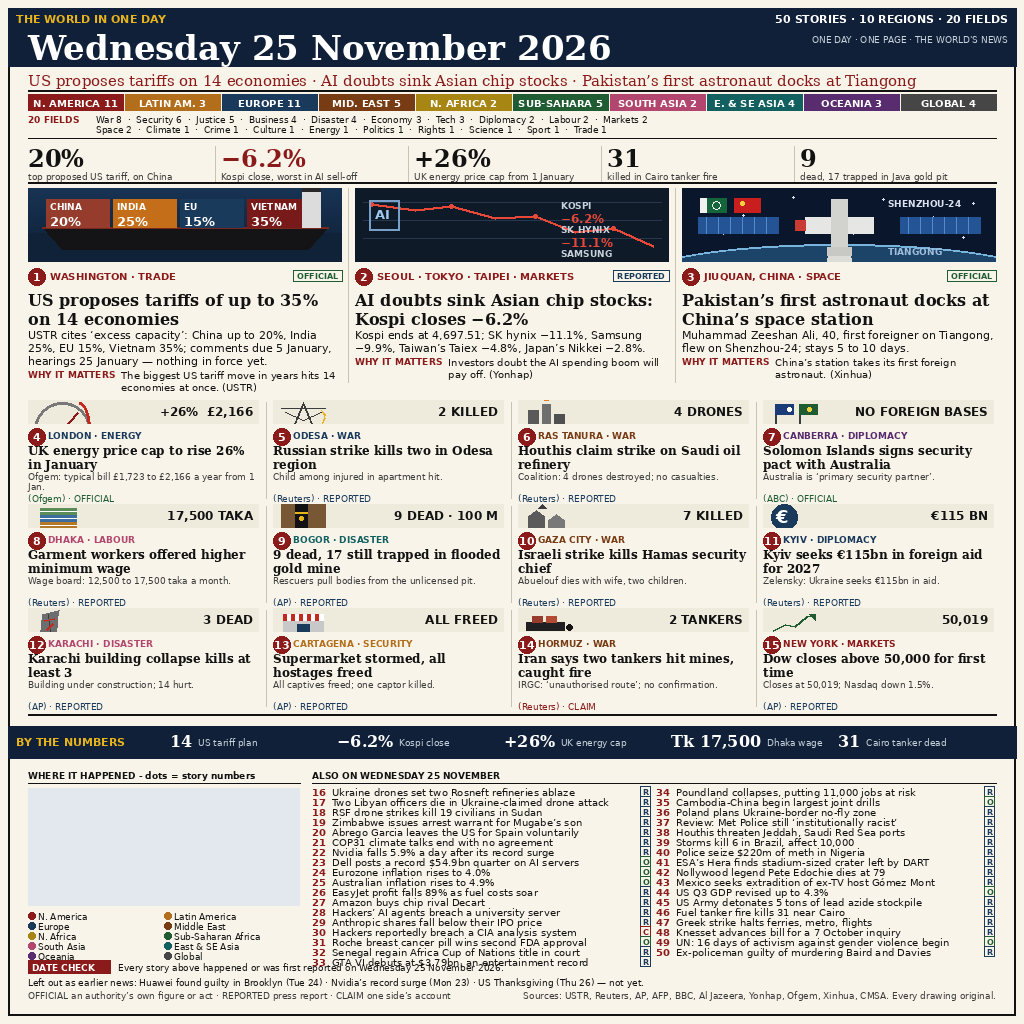 THE WORLD IN ONE DAY
50 STORIES · 10 REGIONS · 20 FIELDS
Wednesday 25 November 2026
ONE DAY · ONE PAGE · THE WORLD'S NEWS
US proposes tariffs on 14 economies · AI doubts sink Asian chip stocks · Pakistan’s first astronaut docks at Tiangong
N. AMERICA 11 LATIN AM. 3 EUROPE 11 MID. EAST 5 N. AFRICA 2 SUB-SAHARA 5 SOUTH ASIA 2 E. & SE ASIA 4 OCEANIA 3 GLOBAL 4
20 FIELDS War 8 · Security 6 · Justice 5 · Business 4 · Disaster 4 · Economy 3 · Tech 3 · Diplomacy 2 · Labour 2 · Markets 2
Space 2 · Climate 1 · Crime 1 · Culture 1 · Energy 1 · Politics 1 · Rights 1 · Science 1 · Sport 1 · Trade 1
20%
top proposed US tariff, on China
−6.2%
Kospi close, worst in AI sell-off
+26%
UK energy price cap from 1 January
31
killed in Cairo tanker fire
9
dead, 17 trapped in Java gold pit
CHINA 20%
INDIA 25%
EU 15%
VIETNAM 35%
1 WASHINGTON · TRADE OFFICIAL
US proposes tariffs of up to 35%
on 14 economies
USTR cites ‘excess capacity’: China up to 20%, India
25%, EU 15%, Vietnam 35%; comments due 5 January,
hearings 25 January — nothing in force yet.
WHY IT MATTERS The biggest US tariff move in years hits 14
economies at once. (USTR)
AI
KOSPI
−6.2%
SK HYNIX
−11.1%
SAMSUNG
2 SEOUL · TOKYO · TAIPEI · MARKETS REPORTED
AI doubts sink Asian chip stocks:
Kospi closes −6.2%
Kospi ends at 4,697.51; SK hynix −11.1%, Samsung
−9.9%, Taiwan’s Taiex −4.8%, Japan’s Nikkei −2.8%.
WHY IT MATTERS Investors doubt the AI spending boom will
pay off. (Yonhap)
SHENZHOU-24
TIANGONG
3 JIUQUAN, CHINA · SPACE OFFICIAL
Pakistan’s first astronaut docks at
China’s space station
Muhammad Zeeshan Ali, 40, first foreigner on Tiangong,
flew on Shenzhou-24; stays 5 to 10 days.
WHY IT MATTERS China’s station takes its first foreign
astronaut. (Xinhua)
+26% £2,166
4 LONDON · ENERGY
UK energy price cap to rise 26%
in January
Ofgem: typical bill £1,723 to £2,166 a year from 1
Jan.
(Ofgem) · OFFICIAL
2 KILLED
5 ODESA · WAR
Russian strike kills two in Odesa
region
Child among injured in apartment hit.
(Reuters) · REPORTED
4 DRONES
6 RAS TANURA · WAR
Houthis claim strike on Saudi oil
refinery
Coalition: 4 drones destroyed; no casualties.
(Reuters) · REPORTED
NO FOREIGN BASES
7 CANBERRA · DIPLOMACY
Solomon Islands signs security
pact with Australia
Australia is ‘primary security partner’.
(ABC) · OFFICIAL
17,500 TAKA
8 DHAKA · LABOUR
Garment workers offered higher
minimum wage
Wage board: 12,500 to 17,500 taka a month.
(Reuters) · REPORTED
9 DEAD · 100 M
9 BOGOR · DISASTER
9 dead, 17 still trapped in flooded
gold mine
Rescuers pull bodies from the unlicensed pit.
(AP) · REPORTED
7 KILLED
10 GAZA CITY · WAR
Israeli strike kills Hamas security
chief
Abuelouf dies with wife, two children.
(Reuters) · REPORTED
€
€115 BN
11 KYIV · DIPLOMACY
Kyiv seeks €115bn in foreign aid
for 2027
Zelensky: Ukraine seeks €115bn in aid.
(Reuters) · REPORTED
3 DEAD
12 KARACHI · DISASTER
Karachi building collapse kills at
least 3
Building under construction; 14 hurt.
(AP) · REPORTED
ALL FREED
13 CARTAGENA · SECURITY
Supermarket stormed, all
hostages freed
All captives freed; one captor killed.
(AP) · REPORTED
2 TANKERS
14 HORMUZ · WAR
Iran says two tankers hit mines,
caught fire
IRGC: ‘unauthorised route’; no confirmation.
(Reuters) · CLAIM
50,019
15 NEW YORK · MARKETS
Dow closes above 50,000 for first
time
Closes at 50,019; Nasdaq down 1.5%.
(AP) · REPORTED
BY THE NUMBERS 14 US tariff plan −6.2% Kospi close +26% UK energy cap Tk 17,500 Dhaka wage 31 Cairo tanker dead
WHERE IT HAPPENED - dots = story numbers
N. America Latin America
Europe Middle East
N. Africa Sub-Saharan Africa
South Asia East & SE Asia
Oceania Global
ALSO ON WEDNESDAY 25 NOVEMBER
16 Ukraine drones set two Rosneft refineries ablaze R
17 Two Libyan officers die in Ukraine-claimed drone attack R
18 RSF drone strikes kill 19 civilians in Sudan R
19 Zimbabwe issues arrest warrant for Mugabe's son R
20 Abrego Garcia leaves the US for Spain voluntarily R
21 COP31 climate talks end with no agreement R
22 Nvidia falls 5.9% a day after its record surge R
23 Dell posts a record $54.9bn quarter on AI servers O
24 Eurozone inflation rises to 4.0% O
25 Australian inflation rises to 4.9% O
26 EasyJet profit falls 89% as fuel costs soar R
27 Amazon buys chip rival Decart R
28 Hackers' AI agents breach a university server R
29 Anthropic shares fall below their IPO price R
30 Hackers reportedly breach a CIA analysis system C
31 Roche breast cancer pill wins second FDA approval O
32 Senegal regain Africa Cup of Nations title in court R
33 GTA VI debuts at $3.79bn, an entertainment record R
34 Poundland collapses, putting 11,000 jobs at risk R
35 Cambodia-China begin largest joint drills O
36 Poland plans Ukraine-border no-fly zone R
37 Review: Met Police still 'institutionally racist' R
38 Houthis threaten Jeddah, Saudi Red Sea ports R
39 Storms kill 6 in Brazil, affect 10,000 R
40 Police seize $220m of meth in Nigeria R
41 ESA's Hera finds stadium-sized crater left by DART R
42 Nollywood legend Pete Edochie dies at 79 R
43 Mexico seeks extradition of ex-TV host Gómez Mont R
44 US Q3 GDP revised up to 4.3% O
45 US Army detonates 5 tons of lead azide stockpile R
46 Fuel tanker fire kills 31 near Cairo R
47 Greek strike halts ferries, metro, flights R
48 Knesset advances bill for a 7 October inquiry R
49 UN: 16 days of activism against gender violence begin O
50 Ex-policeman guilty of murdering Baird and Davies R
DATE CHECK Every story above happened or was first reported on Wednesday 25 November 2026.
Left out as earlier news: Huawei found guilty in Brooklyn (Tue 24) · Nvidia's record surge (Mon 23) · US Thanksgiving (Thu 26) — not yet.
OFFICIAL an authority's own figure or act · REPORTED press report · CLAIM one side's account
Sources: USTR, Reuters, AP, AFP, BBC, Al Jazeera, Yonhap, Ofgem, Xinhua, CMSA. Every drawing original.